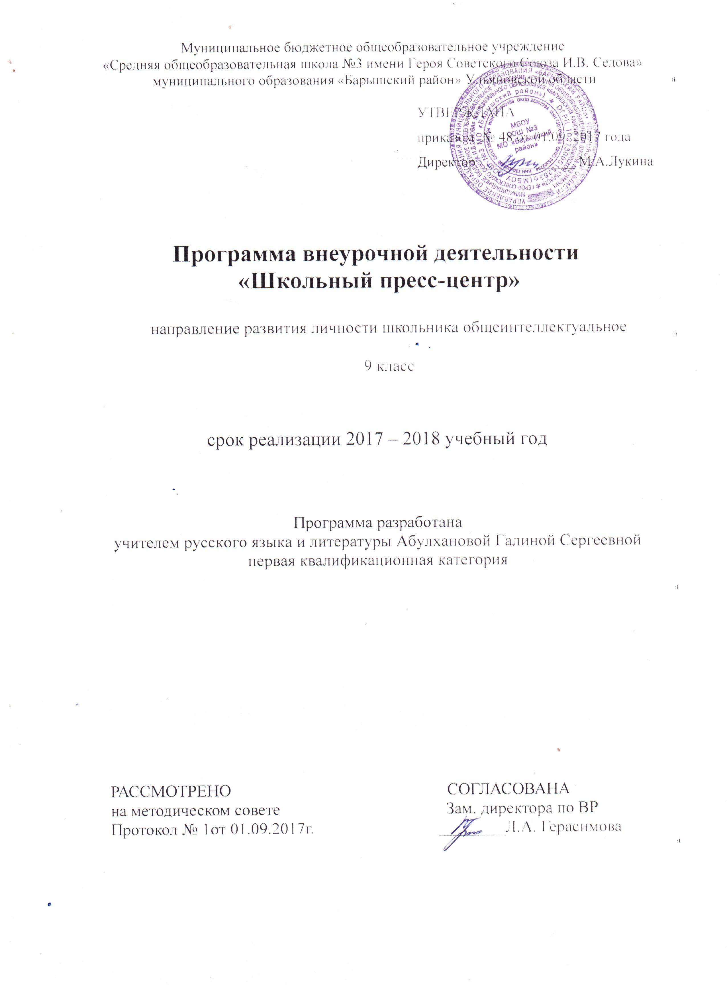 Муниципальное бюджетное общеобразовательное учреждение
«Средняя общеобразовательная школа №3 имени Героя Советского Союза И.В. Седова»
муниципального образования «Барышский район» Ульяновской области
УТВЕРЖДЕНА
приказом № 48 от 01.09. 2017 года
Директор М.А.Лукина
МБОУ
СОШ №3
МО «Барышский
район»
Программа внеурочной деятельности
«Школьный пресс-центр»
направление развития личности школьника общеинтеллектуальное
9 класс
срок реализации 2017 – 2018 учебный год
Программа разработана
учителем русского языка и литературы Абулхановой Галиной Сергеевной
первая квалификационная категория
РАССМОТРЕНО
на методическом совете
Протокол № 1от 01.09.2017г.
СОГЛАСОВАНА
Зам. директора по ВР
Л.А. Герасимова